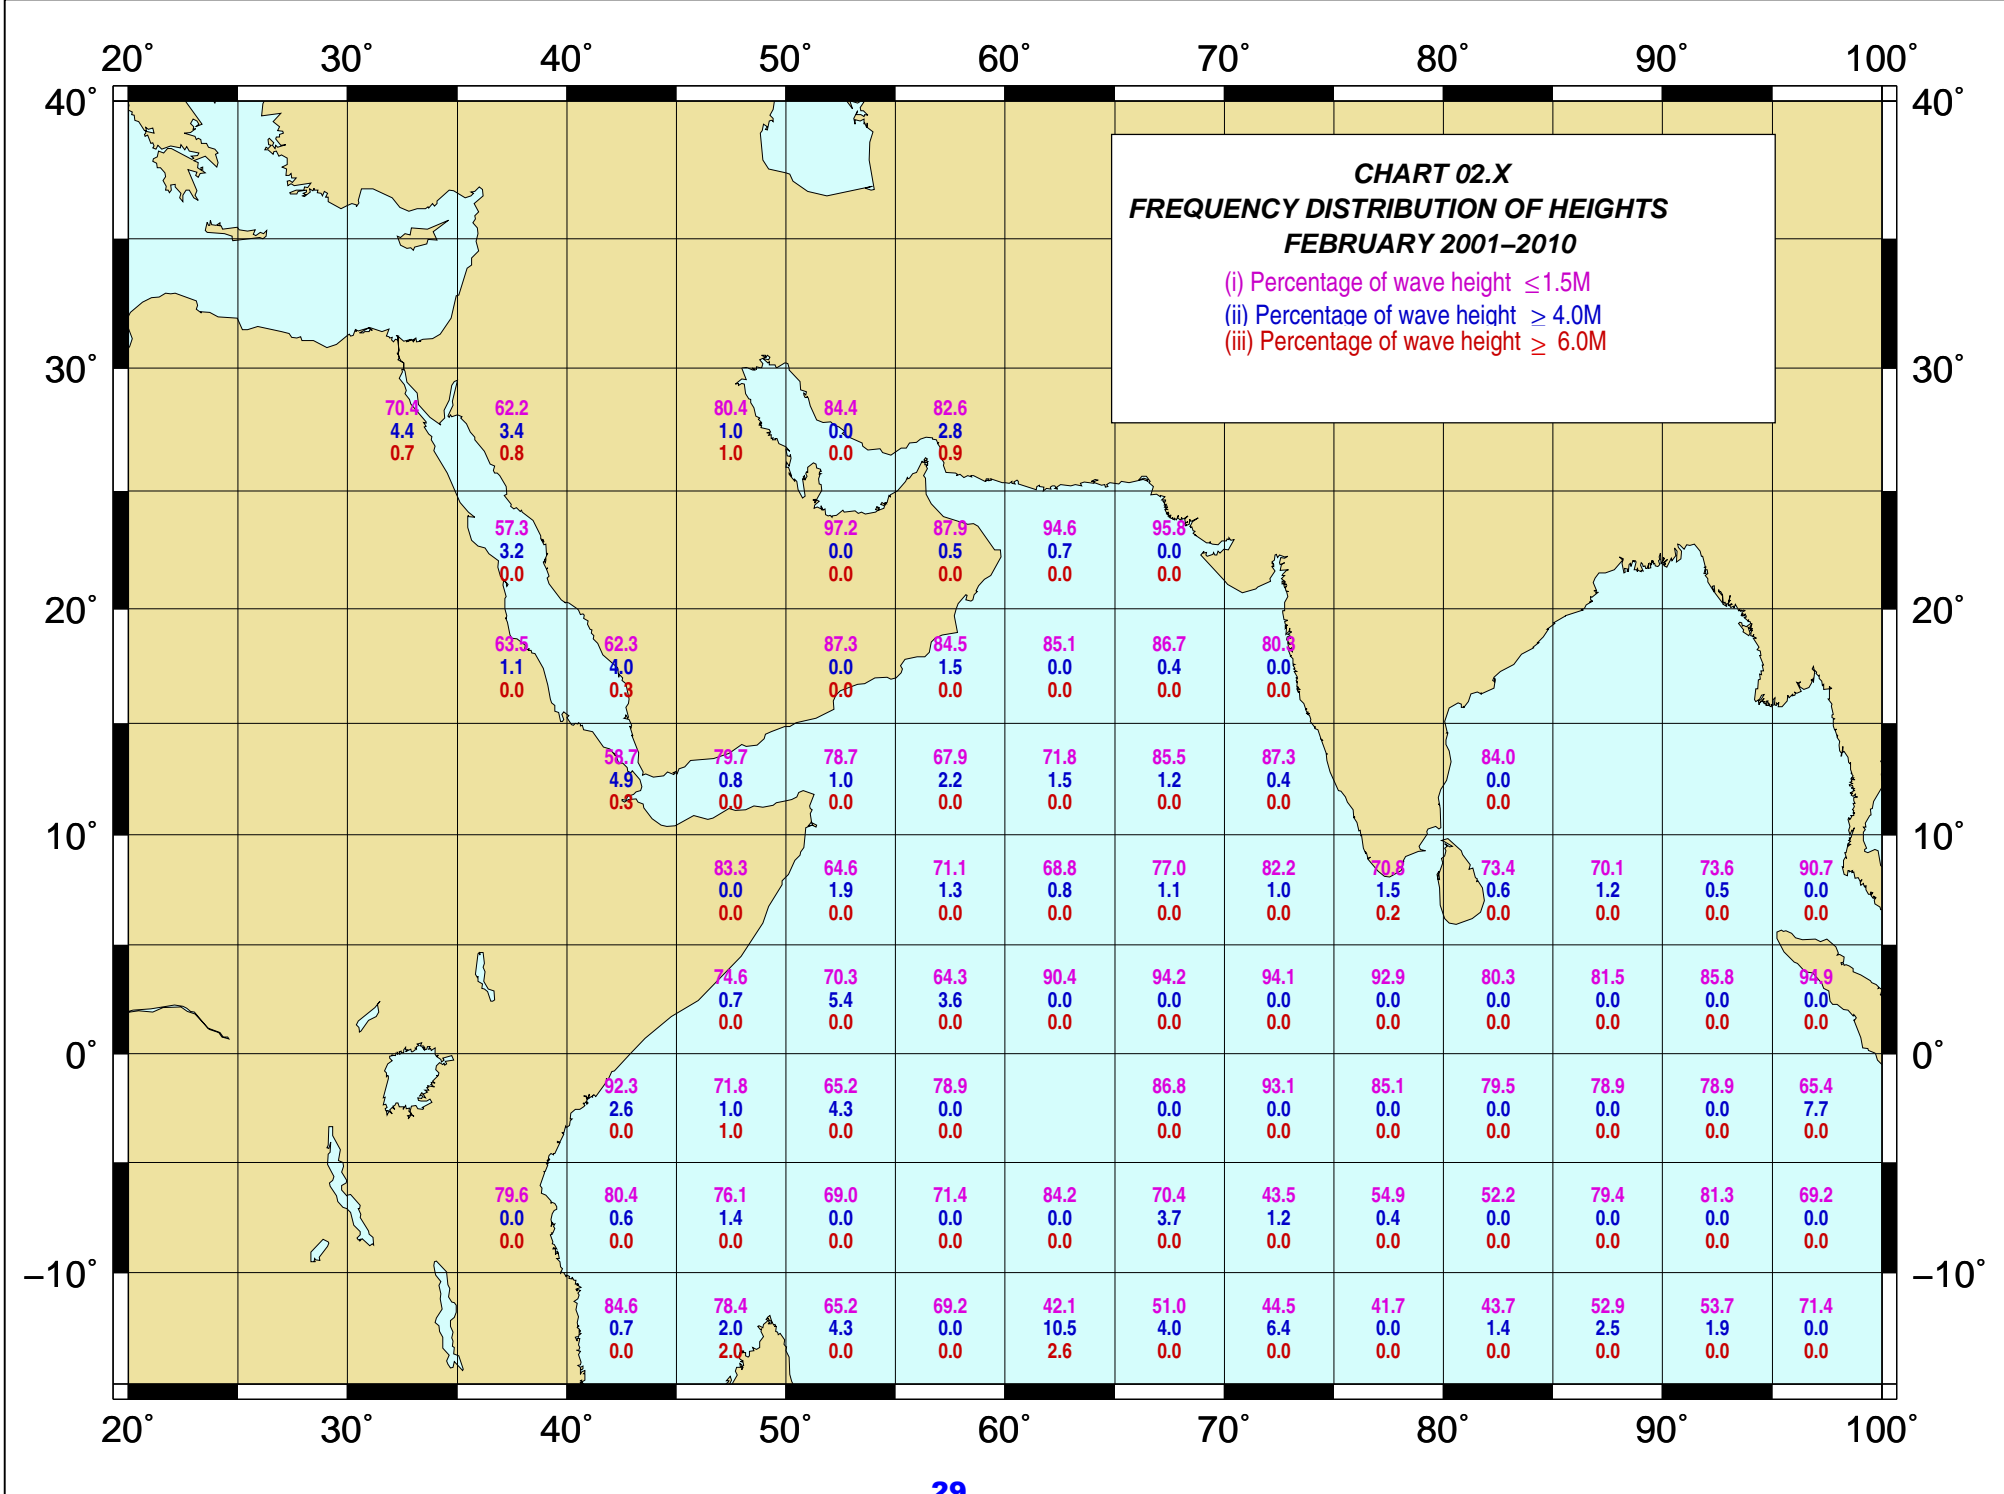 20° 30° 40° 50° 60° 70° 80° 90° 100°
40° 40°
CHART 02.X
FREQUENCY DISTRIBUTION OF HEIGHTS
FEBRUARY 2001–2010
(i) Percentage of wave height ≤1.5M
(ii) Percentage of wave height ≥ 4.0M
(iii) Percentage of wave height ≥ 6.0M
30° 30°
70.4 62.2 80.4 84.4 82.6
4.4 3.4 1.0 0.0 2.8
0.7 0.8 1.0 0.0 0.9
57.3 97.2 87.9 94.6 95.8
3.2 0.0 0.5 0.7 0.0
0.0 0.0 0.0 0.0 0.0
20° 20°
63.5 62.3 87.3 84.5 85.1 86.7 80.8
1.1 4.0 0.0 1.5 0.0 0.4 0.0
0.0 0.3 0.0 0.0 0.0 0.0 0.0
58.7 79.7 78.7 67.9 71.8 85.5 87.3 84.0
4.9 0.8 1.0 2.2 1.5 1.2 0.4 0.0
0.3 0.0 0.0 0.0 0.0 0.0 0.0 0.0
10° 10°
83.3 64.6 71.1 68.8 77.0 82.2 70.8 73.4 70.1 73.6 90.7
0.0 1.9 1.3 0.8 1.1 1.0 1.5 0.6 1.2 0.5 0.0
0.0 0.0 0.0 0.0 0.0 0.0 0.2 0.0 0.0 0.0 0.0
74.6 70.3 64.3 90.4 94.2 94.1 92.9 80.3 81.5 85.8 94.9
0.7 5.4 3.6 0.0 0.0 0.0 0.0 0.0 0.0 0.0 0.0
0.0 0.0 0.0 0.0 0.0 0.0 0.0 0.0 0.0 0.0 0.0
0° 0°
92.3 71.8 65.2 78.9 86.8 93.1 85.1 79.5 78.9 78.9 65.4
2.6 1.0 4.3 0.0 0.0 0.0 0.0 0.0 0.0 0.0 7.7
0.0 1.0 0.0 0.0 0.0 0.0 0.0 0.0 0.0 0.0 0.0
79.6 80.4 76.1 69.0 71.4 84.2 70.4 43.5 54.9 52.2 79.4 81.3 69.2
0.0 0.6 1.4 0.0 0.0 0.0 3.7 1.2 0.4 0.0 0.0 0.0 0.0
0.0 0.0 0.0 0.0 0.0 0.0 0.0 0.0 0.0 0.0 0.0 0.0 0.0
−10° −10°
84.6 78.4 65.2 69.2 42.1 51.0 44.5 41.7 43.7 52.9 53.7 71.4
0.7 2.0 4.3 0.0 10.5 4.0 6.4 0.0 1.4 2.5 1.9 0.0
0.0 2.0 0.0 0.0 2.6 0.0 0.0 0.0 0.0 0.0 0.0 0.0
20° 30° 40° 50° 60° 70° 80° 90° 100°
29